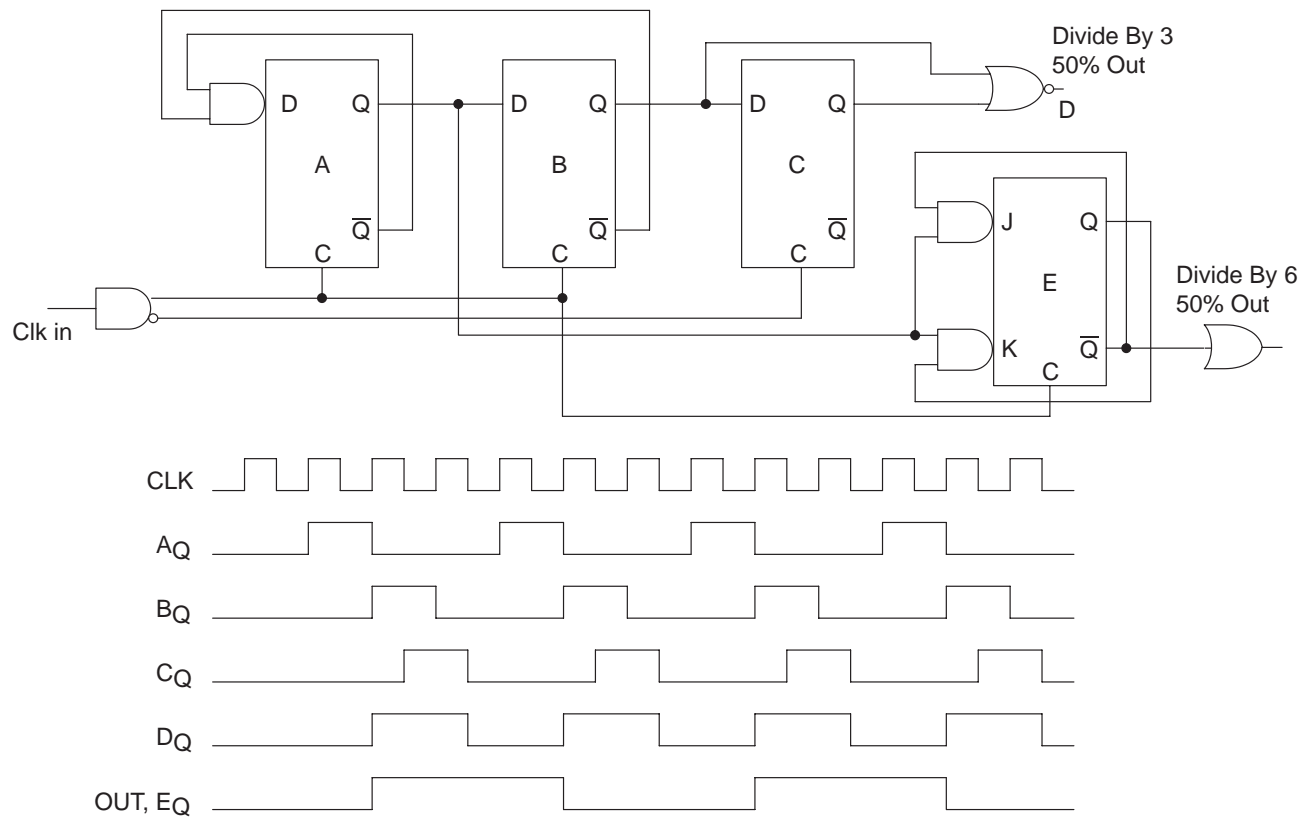 Divide By 3
50% Out
D Q
D Q
D Q
D
A
B
C
J Q
Q̅
Q̅
Q̅
C
C
C
E
Divide By 6
50% Out
Clk in
K Q̅
C
CLK
AQ
BQ
CQ
DQ
OUT, EQ